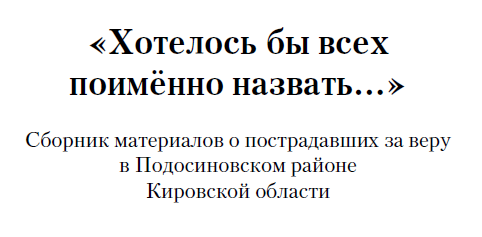 «Хотелось бы всех
поимённо назвать...»
Сборник материалов о пострадавших за веру
в Подосиновском районе
Кировской области